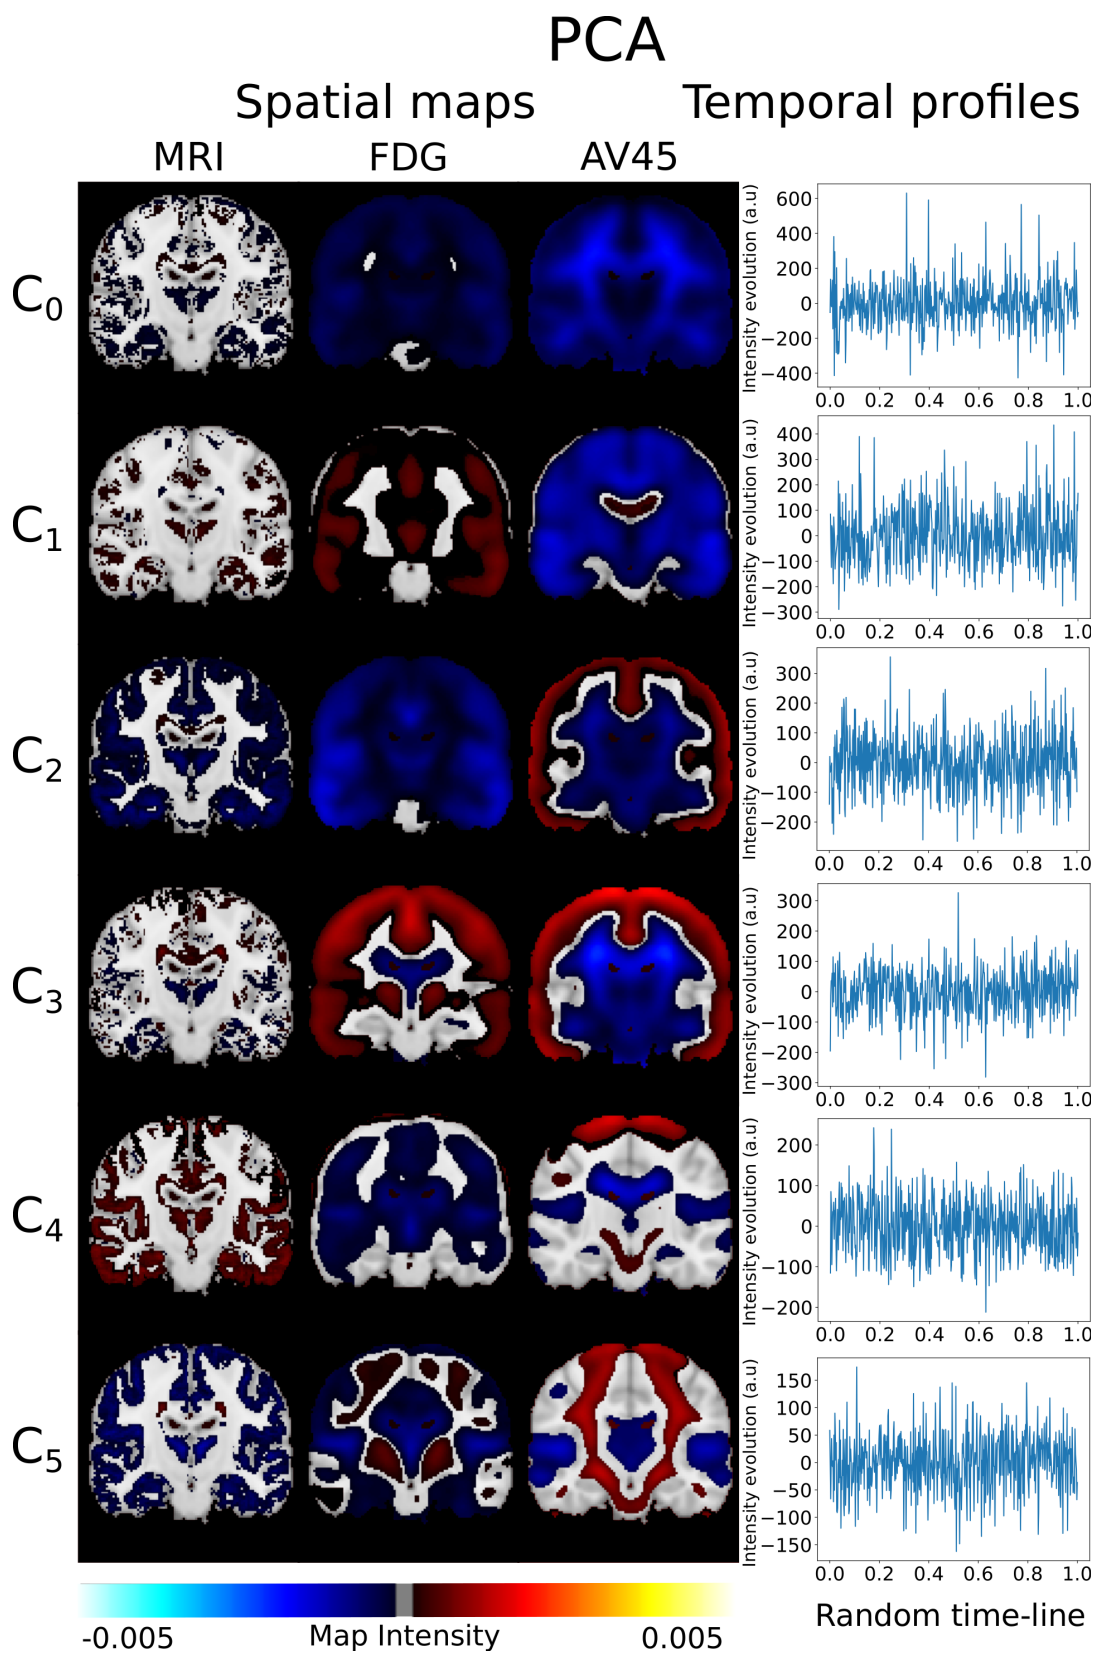 PCA
Spatial maps Temporal profiles
MRI FDG AV45
C0
Intensity evolution (a.u)
600
400
200
0
−200
−400
0.0 0.2 0.4 0.6 0.8 1.0
C1
Intensity evolution (a.u)
400
300
200
100
0
−100
−200
−300
0.0 0.2 0.4 0.6 0.8 1.0
C2
Intensity evolution (a.u)
300
200
100
0
−100
−200
0.0 0.2 0.4 0.6 0.8 1.0
C3
Intensity evolution (a.u)
300
200
100
0
−100
−200
−300
0.0 0.2 0.4 0.6 0.8 1.0
C4
Intensity evolution (a.u)
200
100
0
−100
−200
0.0 0.2 0.4 0.6 0.8 1.0
C5
Intensity evolution (a.u)
150
100
50
0
−50
−100
−150
0.0 0.2 0.4 0.6 0.8 1.0
Random time-line
-0.005 Map Intensity 0.005